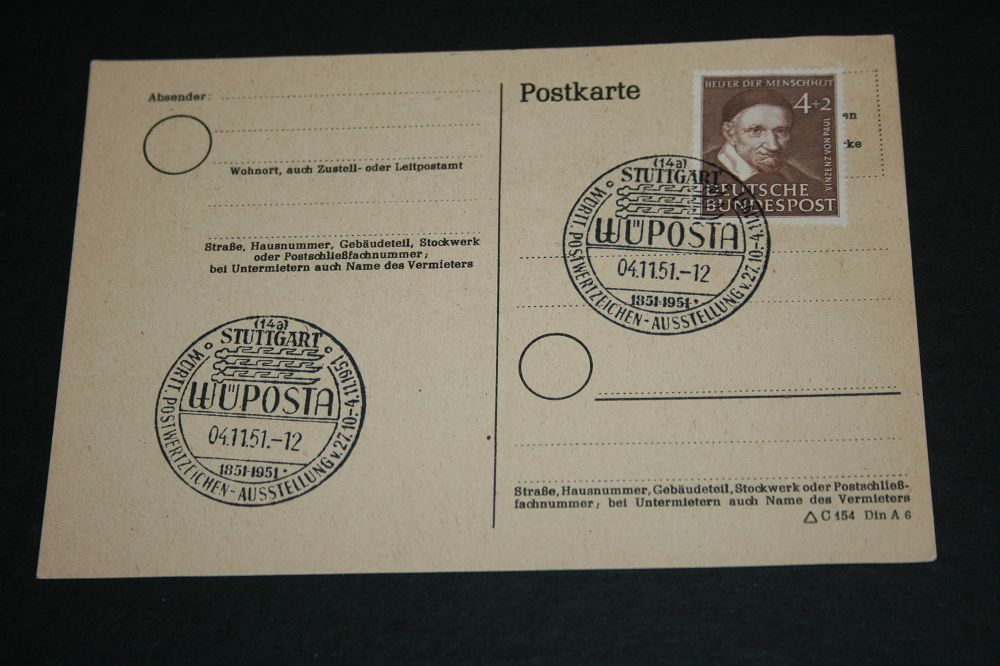 Absender:
Wohnort, auch Zustell- oder Leitpostamt
Straße, Hausnummer, Gebäudeteil, Stockwerk
oder Postschließfachnummer;
bei Untermietern auch Name des Vermieters
(14a)
STUTTGART
WÜPOSTA
04.11.51.-12
1851-1951
WÜRTT. POSTWERTZEICHEN-AUSSTELLUNG v. 27.10.-4.11.1951
Postkarte
HELFER DER MENSCHHEIT
4+2
VINZENZ VON PAUL
DEUTSCHE
BUNDESPOST
en
ke
(14a)
STUTTGART
WÜPOSTA
04.11.51.-12
1851-1951
WÜRTT. POSTWERTZEICHEN-AUSSTELLUNG v. 27.10.-4.11.1951
Straße, Hausnummer, Gebäudeteil, Stockwerk oder Postschließ-
fachnummer; bei Untermietern auch Name des Vermieters
C 154 Din A 6